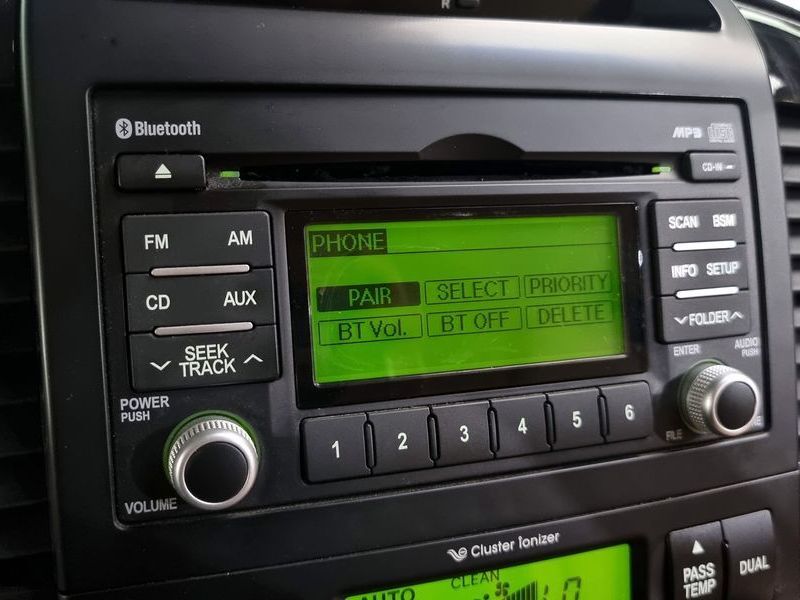 R
Bluetooth
MP3
CD-IN
FM AM
CD AUX
SEEK
TRACK
POWER
PUSH
VOLUME
PHONE
PAIR SELECT PRIORITY
BT Vol. BT OFF DELETE
SCAN BSM
INFO SETUP
FOLDER
ENTER
AUDIO
PUSH
FILE
1 2 3 4 5 6
Cluster ionizer
AUTO CLEAN
PASS
TEMP
DUAL